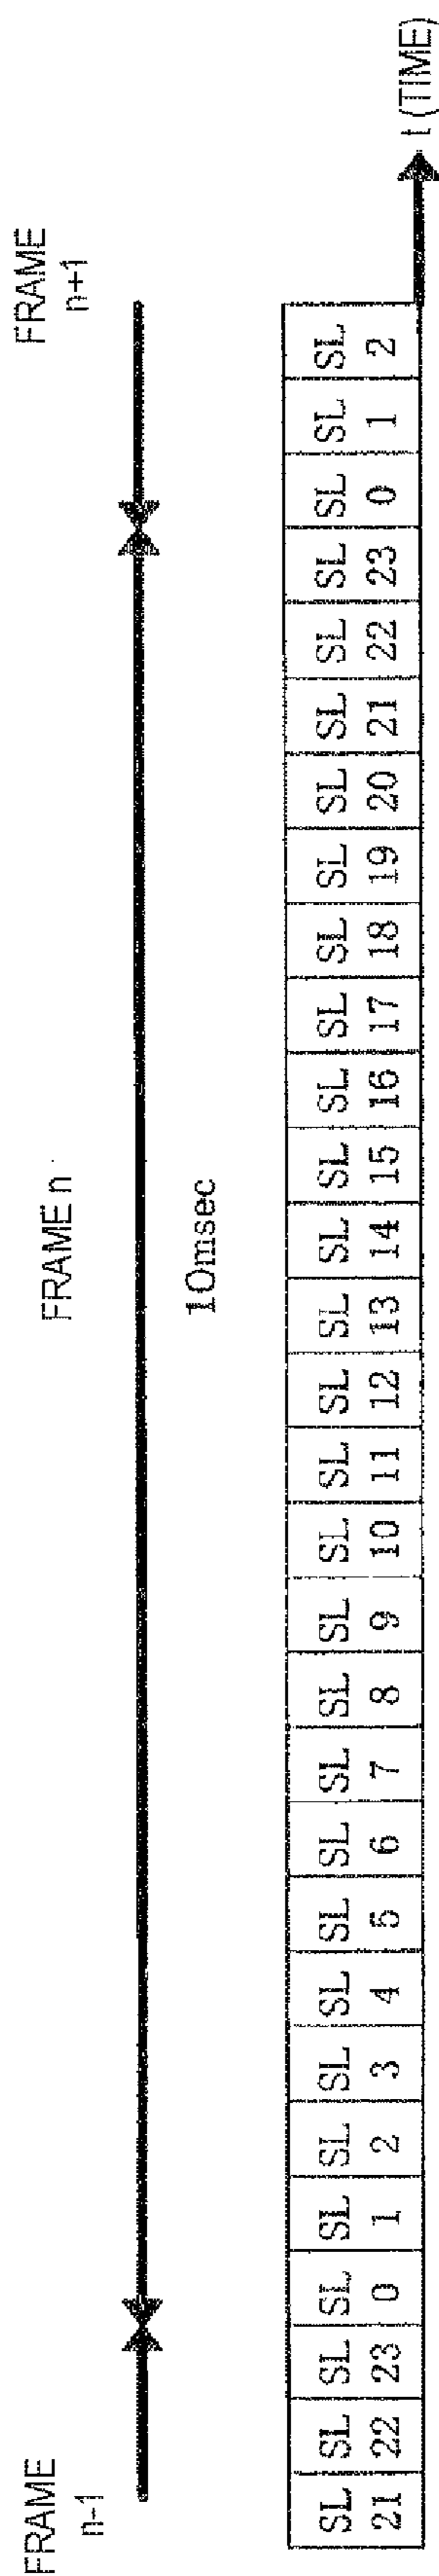 FRAME
n-1
FRAME n
FRAME
n+1
10msec
SL SL SL SL SL SL SL SL SL SL SL SL SL SL SL SL SL SL SL SL SL SL SL SL SL SL SL SL SL SL
21 22 23 0 1 2 3 4 5 6 7 8 9 10 11 12 13 14 15 16 17 18 19 20 21 22 23 0 1 2
t (TIME)